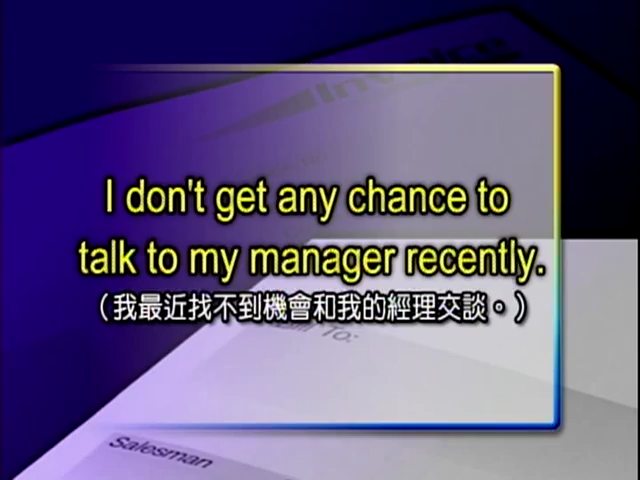 Invoice
I don't get any chance to
talk to my manager recently.
（我最近找不到機會和我的經理交談。）
To:
Salesman